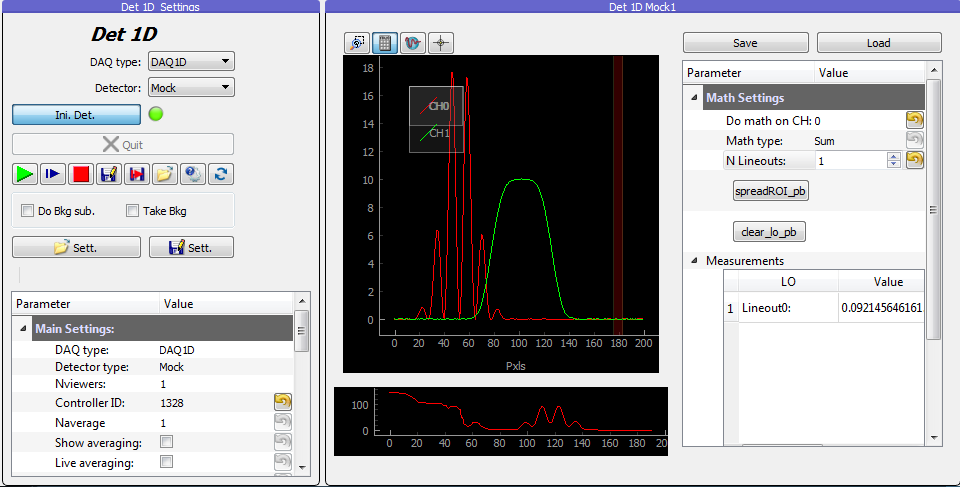 Det 1D Settings
Det 1D
DAQ type: DAQ1D
Detector: Mock
Ini. Det.
Quit
Do Bkg sub. Take Bkg
Sett. Sett.
Parameter Value
Main Settings:
DAQ type: DAQ1D
Detector type: Mock
Nviewers: 1
Controller ID: 1328
Naverage 1
Show averaging:
Live averaging:
Det 1D Mock1
18
16
14
12
10
8
6
4
2
0
CH0
CH1
0 20 40 60 80 100 120 140 160 180 200
Pxls
100
0
0 20 40 60 80 100 120 140 160 190
Save Load
Parameter Value
Math Settings
Do math on CH: 0
Math type: Sum
N Lineouts: 1
spreadROI_pb
clear_lo_pb
Measurements
LO Value
1 Lineout0: 0.092145646161